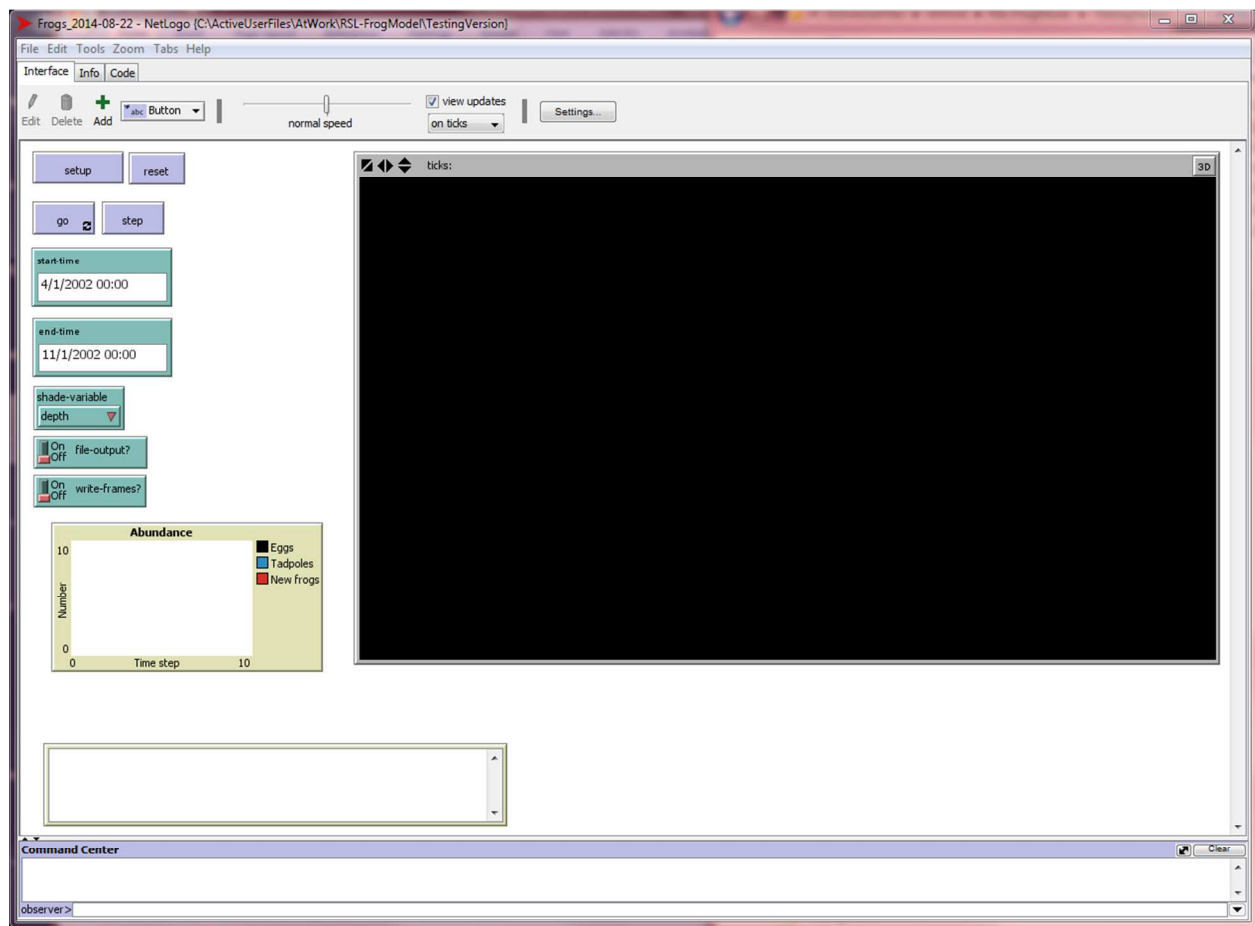 Frogs_2014-08-22 - NetLogo {C:\ActiveUserFiles\AtWork\RSL-FrogModel\TestingVersion}
File Edit Tools Zoom Tabs Help
Interface Info Code
Edit Delete Add abc Button normal speed view updates on ticks Settings...
setup reset
go step
start-time
4/1/2002 00:00
end-time
11/1/2002 00:00
shade-variable
depth
On Off file-output?
On Off write-frames?
ticks: 3D
Abundance
10
Number
0
0 Time step 10
Eggs
Tadpoles
New frogs
Command Center Clear
observer>